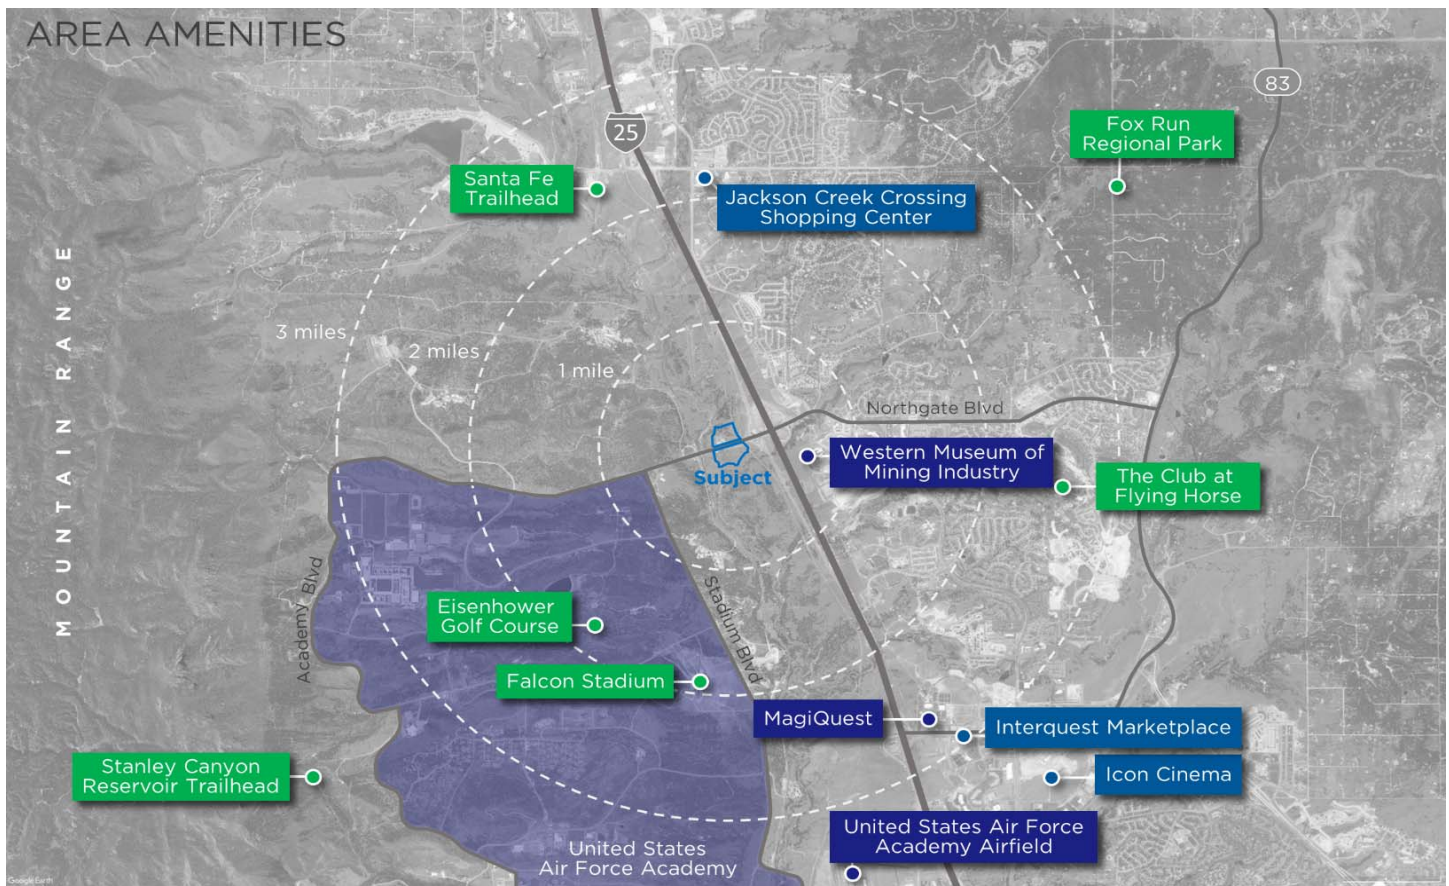 AREA AMENITIES
83
25
Fox Run
Regional Park
Santa Fe
Trailhead
Jackson Creek Crossing
Shopping Center
MOUNTAIN RANGE
3 miles
2 miles
1 mile
Northgate Blvd
Subject
Western Museum of
Mining Industry
The Club at
Flying Horse
Academy Blvd
Stadium Blvd
Eisenhower
Golf Course
Falcon Stadium
MagiQuest
Interquest Marketplace
Stanley Canyon
Reservoir Trailhead
Icon Cinema
United States Air Force
Academy Airfield
United States
Air Force Academy
Google Earth